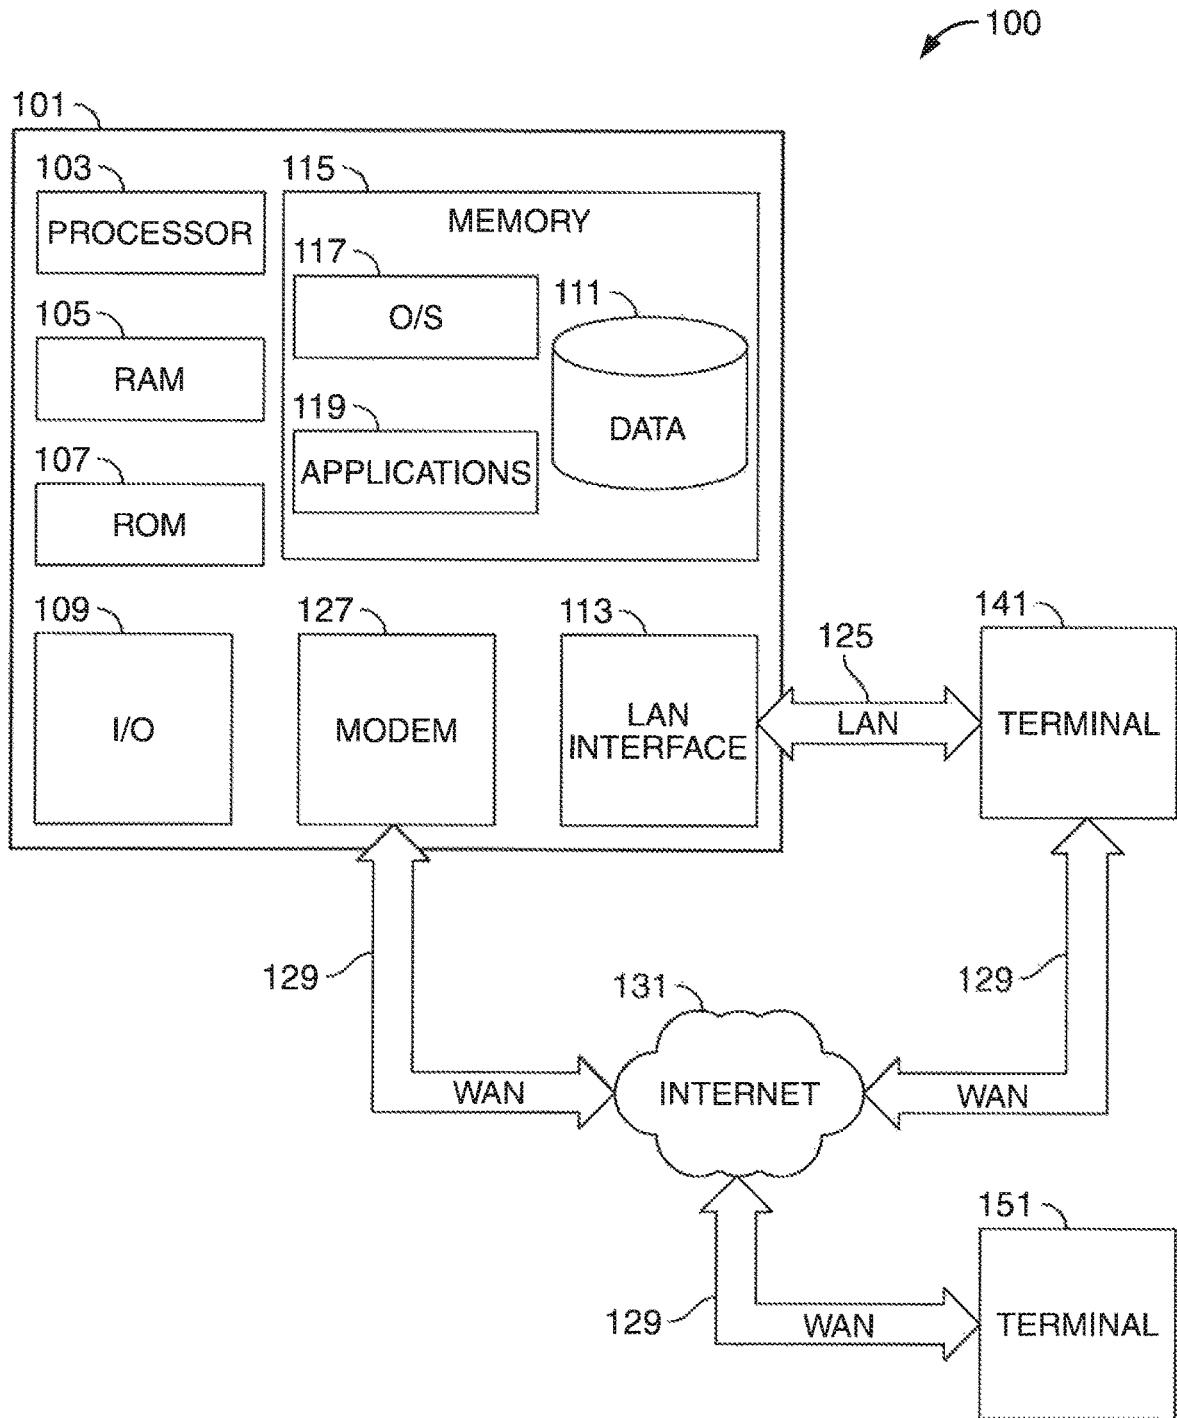 100
101
103
PROCESSOR
105
RAM
107
ROM
115
MEMORY
117
O/S
111
DATA
119
APPLICATIONS
109
I/O
127
MODEM
113
LAN
INTERFACE
125
LAN
141
TERMINAL
129
WAN
131
INTERNET
129
WAN
129
WAN
151
TERMINAL